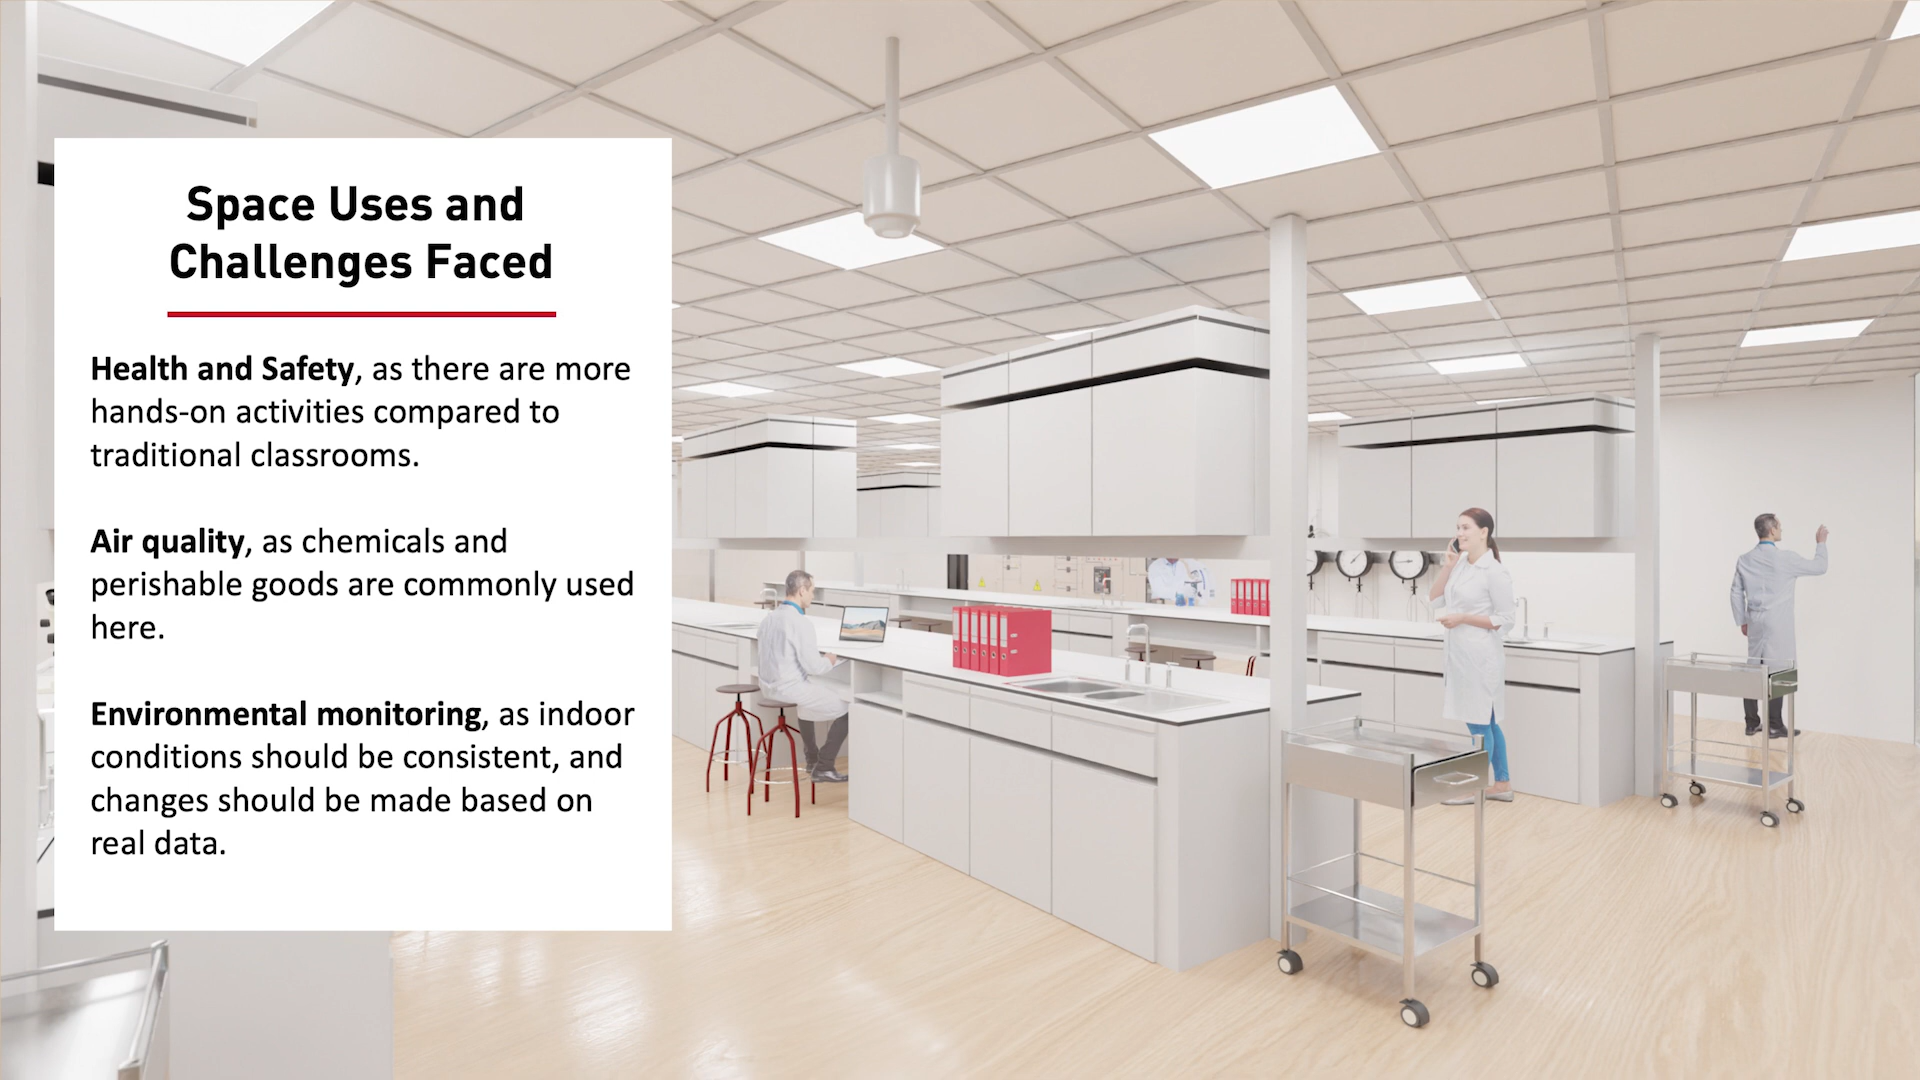 Space Uses and
Challenges Faced
Health and Safety, as there are more
hands-on activities compared to
traditional classrooms.
Air quality, as chemicals and
perishable goods are commonly used
here.
Environmental monitoring, as indoor
conditions should be consistent, and
changes should be made based on
real data.